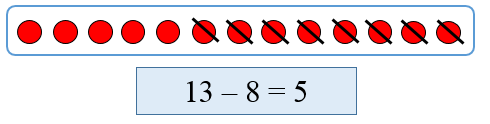 13 – 8 = 5